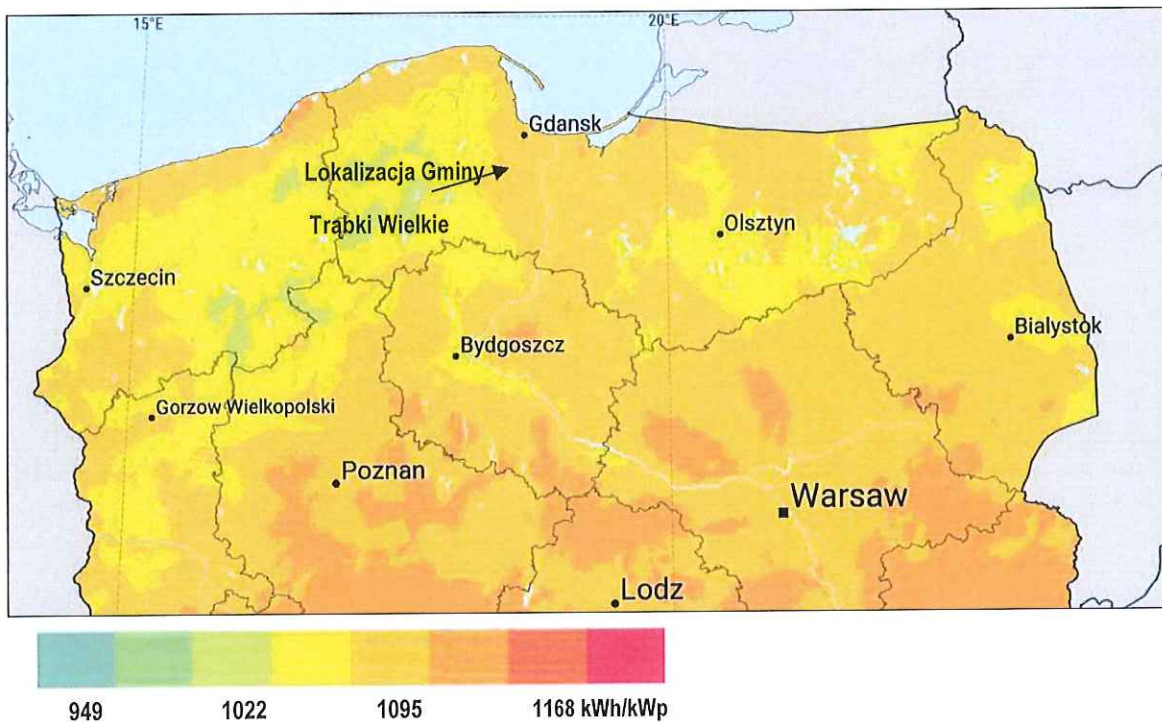 15°E
20°E
Gdansk
Lokalizacja Gminy
Trąbki Wielkie
Olsztyn
Szczecin
Bialystok
Bydgoszcz
Gorzow Wielkopolski
Poznan
Warsaw
Lodz
949 1022 1095 1168 kWh/kWp